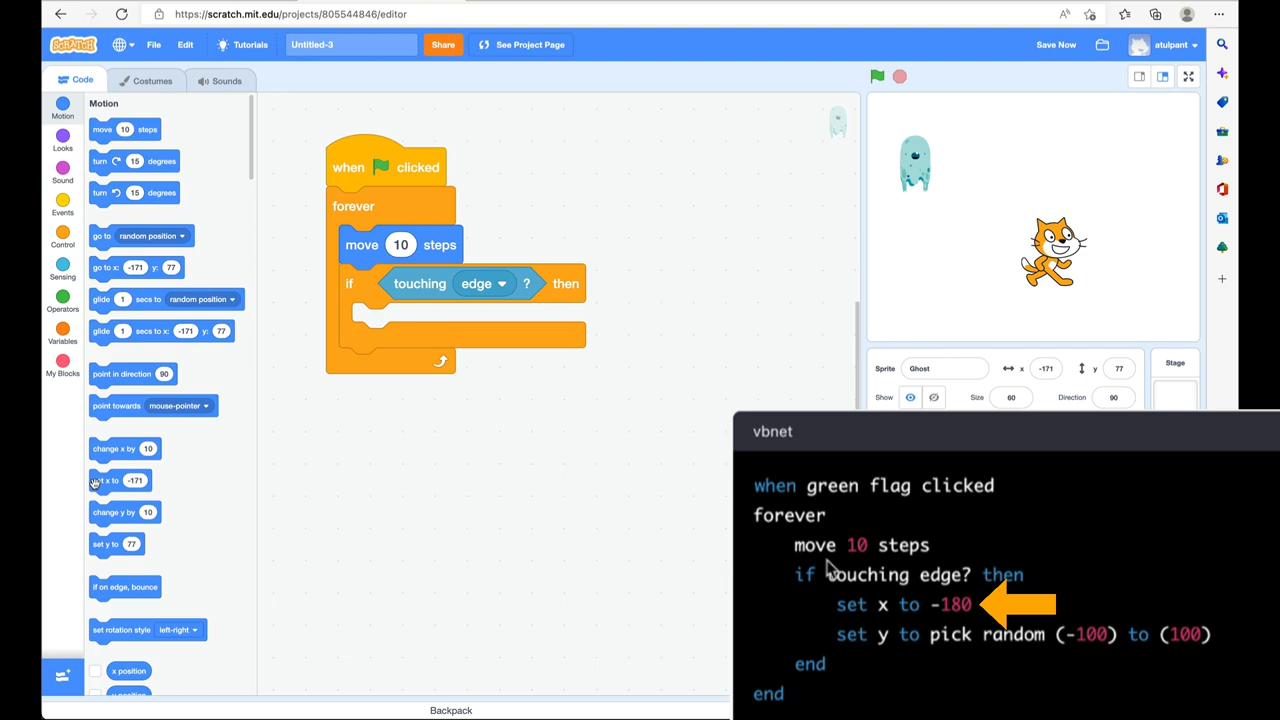 https://scratch.mit.edu/projects/805544846/editor
SCRATCH
File
Edit
Tutorials
Untitled-3
Share
See Project Page
Save Now
atulpant
Code
Costumes
Sounds
Motion
Looks
Sound
Events
Control
Sensing
Operators
Variables
My Blocks
Motion
move 10 steps
turn 15 degrees
turn 15 degrees
go to random position
go to x: -171 y: 77
glide 1 secs to random position
glide 1 secs to x: -171 y: 77
point in direction 90
point towards mouse-pointer
change x by 10
x to -171
change y by 10
set y to 77
if on edge, bounce
set rotation style left-right
x position
y position
when clicked
forever
move 10 steps
if touching edge ? then
Sprite Ghost x -171 y 77
Show Size 60 Direction 90
Stage
Backpack
vbnet
when green flag clicked
forever
move 10 steps
if touching edge? then
set x to -180
set y to pick random (-100) to (100)
end
end